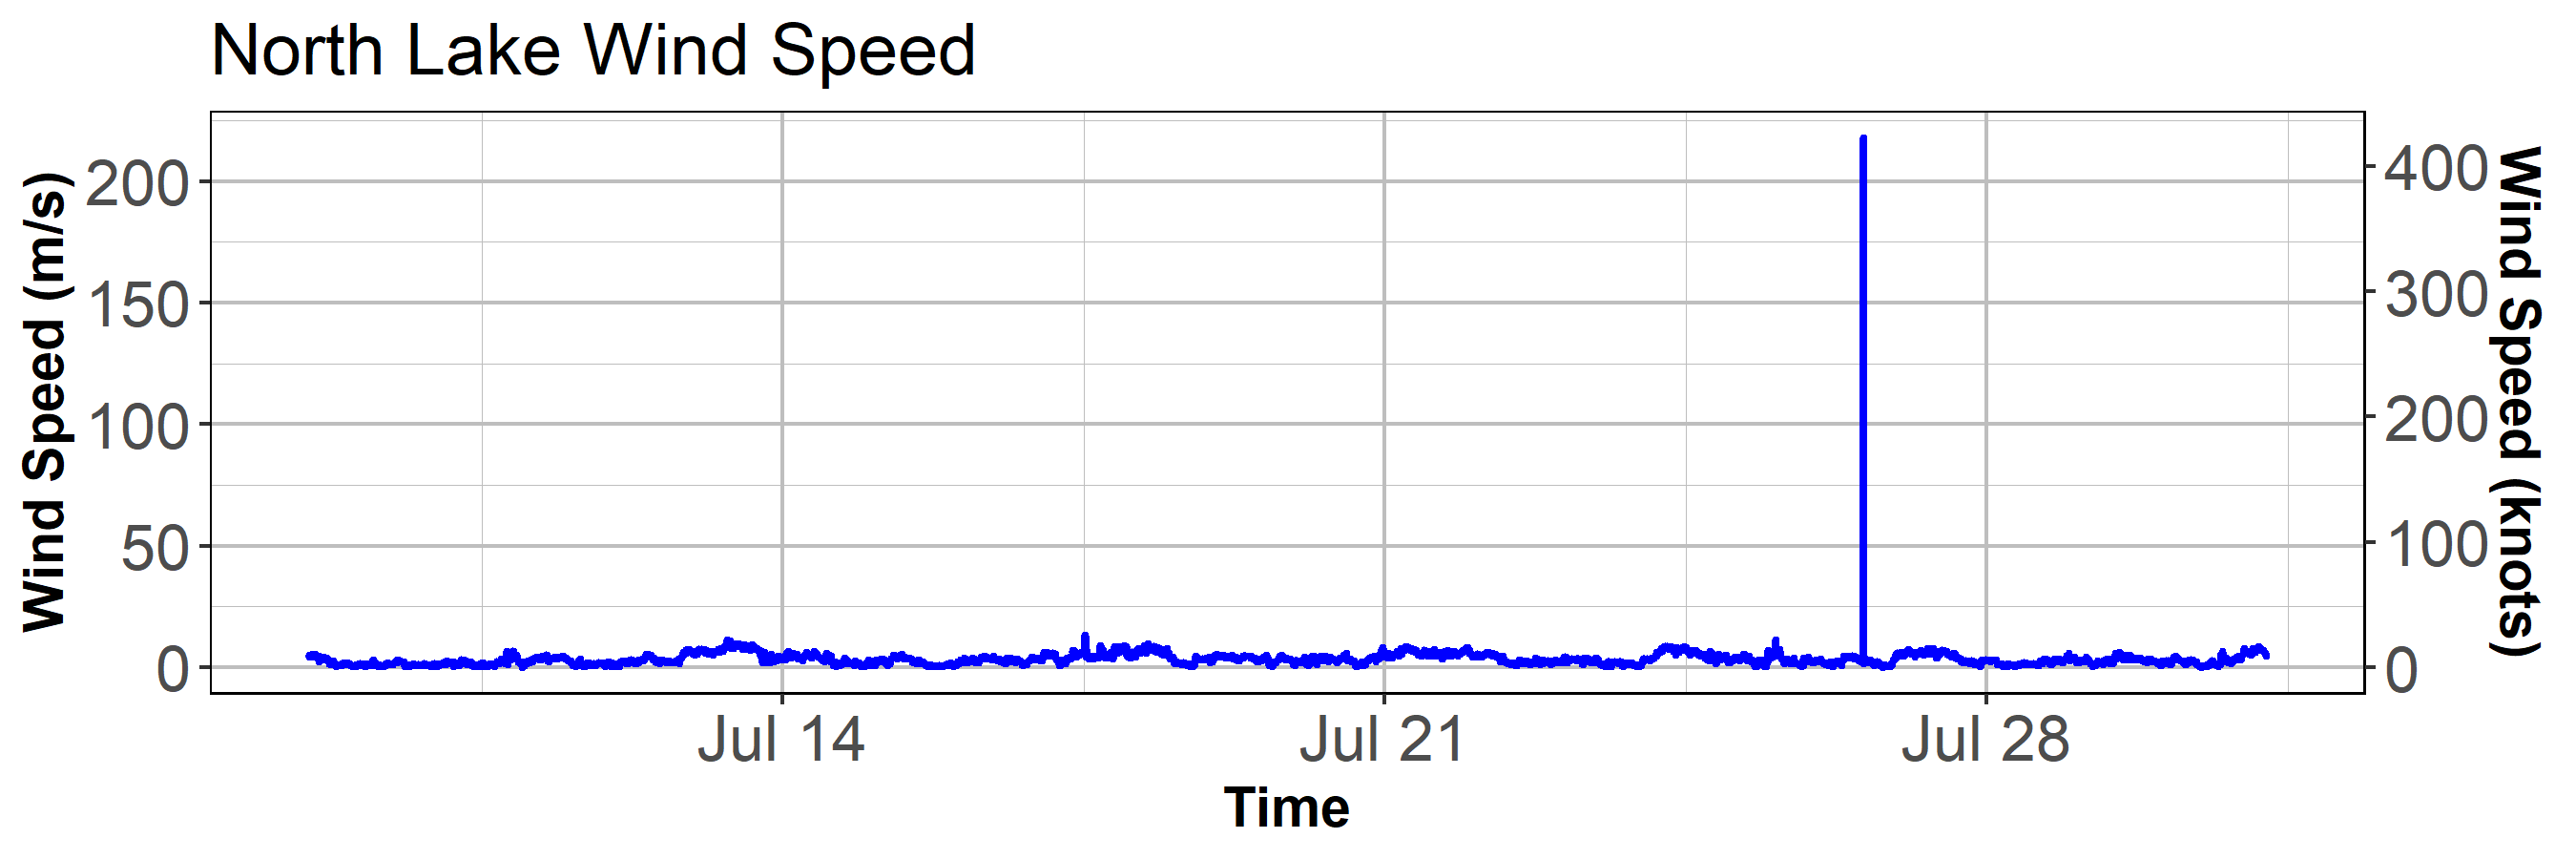 North Lake Wind Speed
Wind Speed (m/s)
200
150
100
50
0
400
300
200
100
0
Wind Speed (knots)
Jul 14
Jul 21
Jul 28
Time